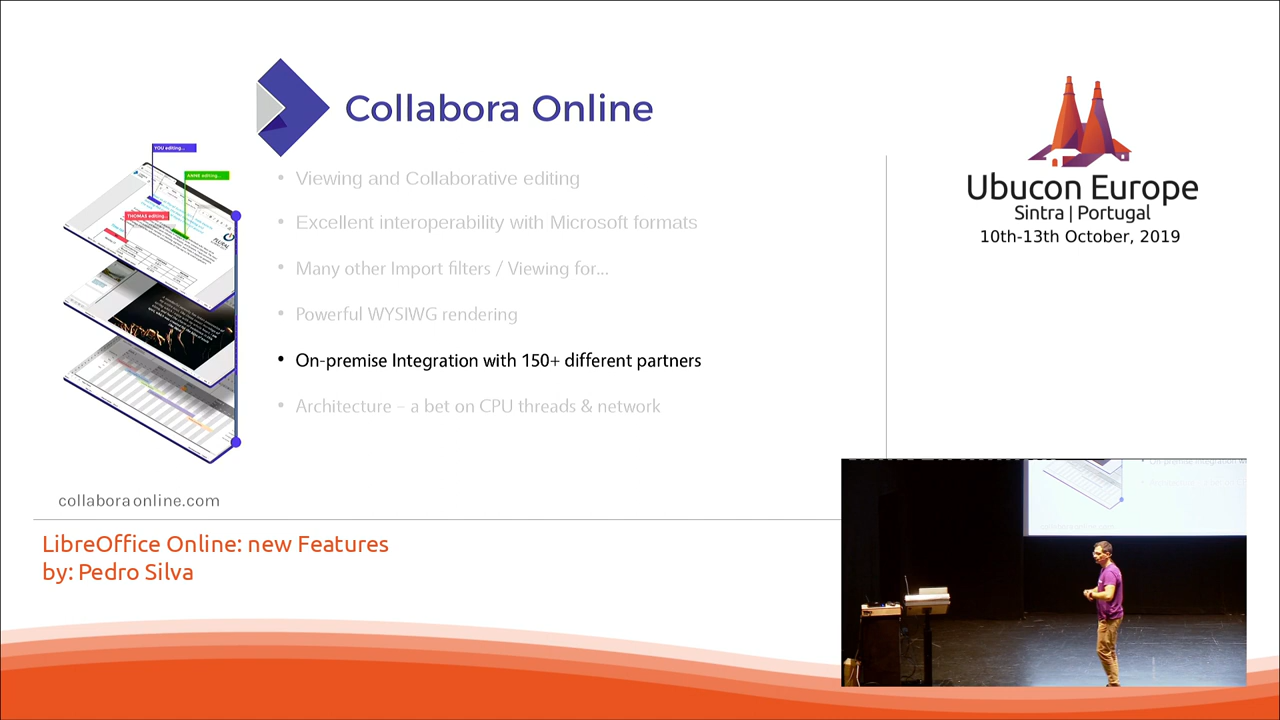 Collabora Online
YOU editing...
ANNE editing...
THOMAS editing...
• Viewing and Collaborative editing
• Excellent interoperability with Microsoft formats
• Many other Import filters / Viewing for...
• Powerful WYSIWG rendering
• On-premise Integration with 150+ different partners
• Architecture – a bet on CPU threads & network
collaboraonline.com
Ubucon Europe
Sintra | Portugal
10th-13th October, 2019
LibreOffice Online: new Features
by: Pedro Silva